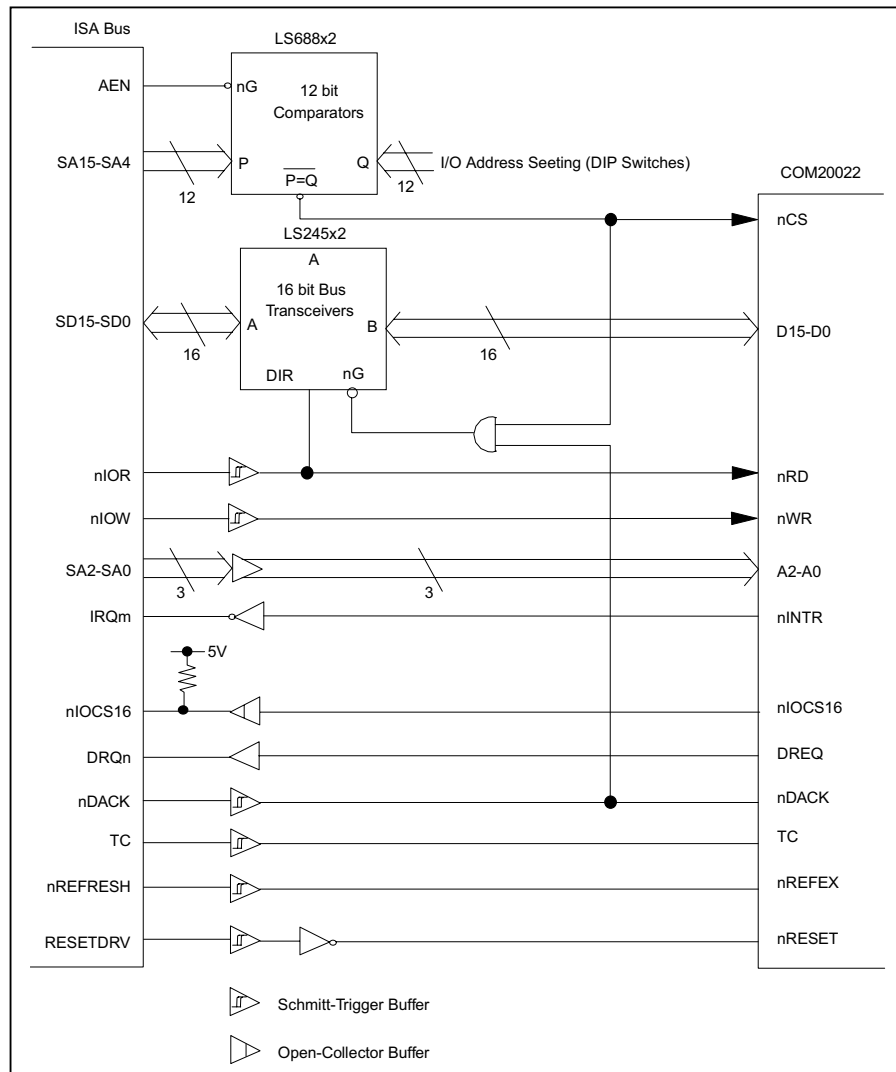 ISA Bus
LS688x2
AEN
nG
12 bit
Comparators
SA15-SA4
P
Q
I/O Address Seeting (DIP Switches)
12
P=Q
12
COM20022
nCS
LS245x2
A
16 bit Bus
Transceivers
SD15-SD0
A
B
D15-D0
16
16
DIR
nG
nIOR
nRD
nIOW
nWR
SA2-SA0
A2-A0
3
3
IRQm
nINTR
5V
nIOCS16
nIOCS16
DRQn
DREQ
nDACK
nDACK
TC
TC
nREFRESH
nREFEX
RESETDRV
nRESET
Schmitt-Trigger Buffer
Open-Collector Buffer